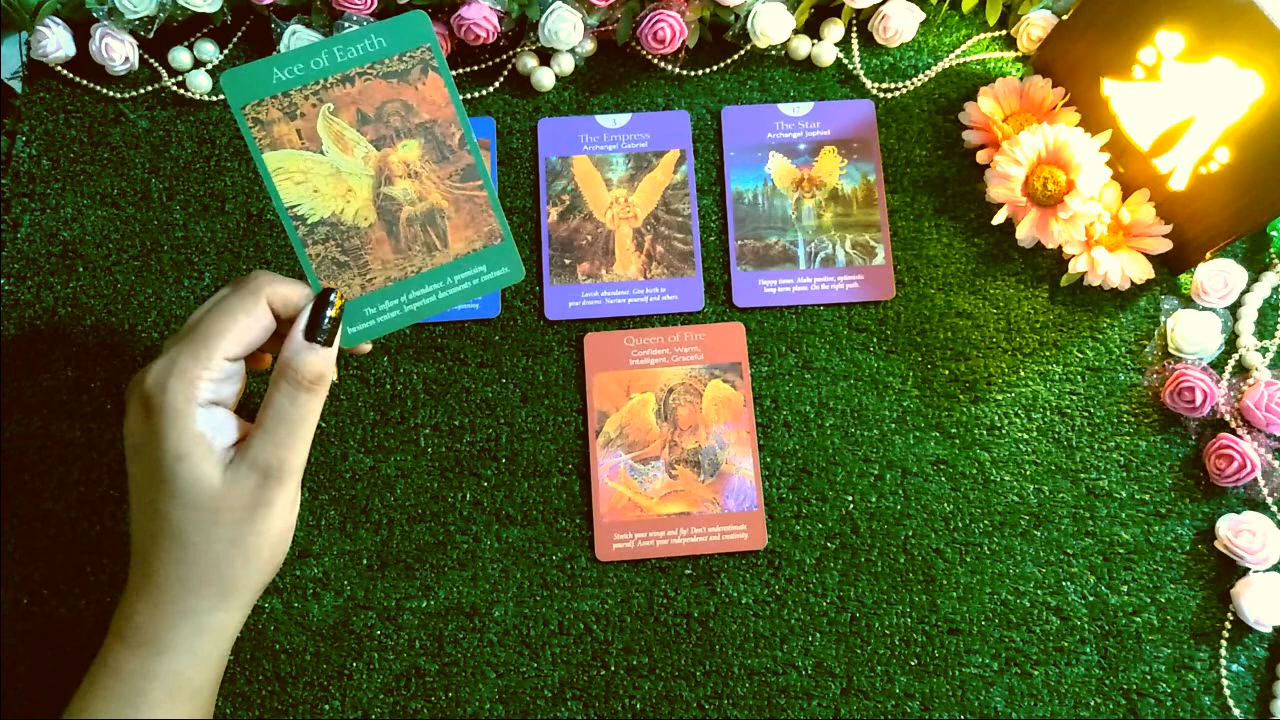 Ace of Earth
The inflow of abundance. A promising
business venture. Important documents or contracts.
3
The Empress
Archangel Gabriel
Lavish abundance. Give birth to
your dreams. Nurture yourself and others
17
The Star
Archangel Jophiel
Happy times. Make positive, optimistic
long-term plans. On the right path.
Queen of Fire
Confident, Warm,
Intelligent, Graceful
Stretch your wings and fly! Don't underestimate
yourself. Assert your independence and creativity.